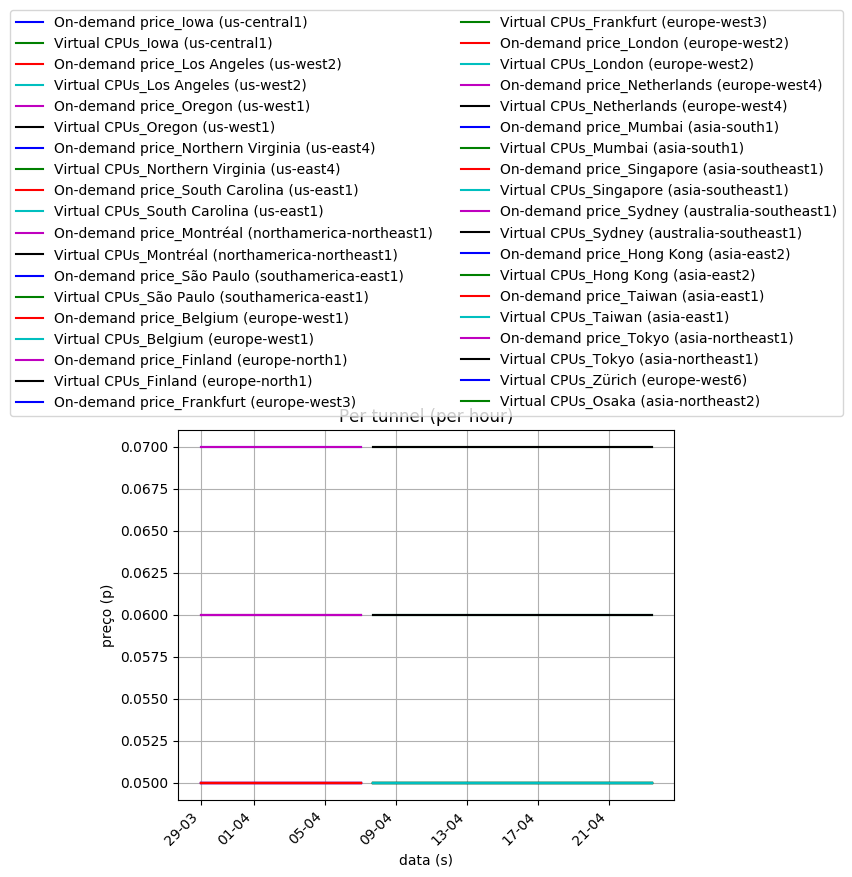 On-demand price_Iowa (us-central1)
Virtual CPUs_Iowa (us-central1)
On-demand price_Los Angeles (us-west2)
Virtual CPUs_Los Angeles (us-west2)
On-demand price_Oregon (us-west1)
Virtual CPUs_Oregon (us-west1)
On-demand price_Northern Virginia (us-east4)
Virtual CPUs_Northern Virginia (us-east4)
On-demand price_South Carolina (us-east1)
Virtual CPUs_South Carolina (us-east1)
On-demand price_Montréal (northamerica-northeast1)
Virtual CPUs_Montréal (northamerica-northeast1)
On-demand price_São Paulo (southamerica-east1)
Virtual CPUs_São Paulo (southamerica-east1)
On-demand price_Belgium (europe-west1)
Virtual CPUs_Belgium (europe-west1)
On-demand price_Finland (europe-north1)
Virtual CPUs_Finland (europe-north1)
On-demand price_Frankfurt (europe-west3)
Virtual CPUs_Frankfurt (europe-west3)
On-demand price_London (europe-west2)
Virtual CPUs_London (europe-west2)
On-demand price_Netherlands (europe-west4)
Virtual CPUs_Netherlands (europe-west4)
On-demand price_Mumbai (asia-south1)
Virtual CPUs_Mumbai (asia-south1)
On-demand price_Singapore (asia-southeast1)
Virtual CPUs_Singapore (asia-southeast1)
On-demand price_Sydney (australia-southeast1)
Virtual CPUs_Sydney (australia-southeast1)
On-demand price_Hong Kong (asia-east2)
Virtual CPUs_Hong Kong (asia-east2)
On-demand price_Taiwan (asia-east1)
Virtual CPUs_Taiwan (asia-east1)
On-demand price_Tokyo (asia-northeast1)
Virtual CPUs_Tokyo (asia-northeast1)
Virtual CPUs_Zürich (europe-west6)
Virtual CPUs_Osaka (asia-northeast2)
Per tunnel (per hour)
0.0700
0.0675
0.0650
0.0625
0.0600
0.0575
0.0550
0.0525
0.0500
preço (p)
29-03
01-04
05-04
09-04
13-04
17-04
21-04
data (s)